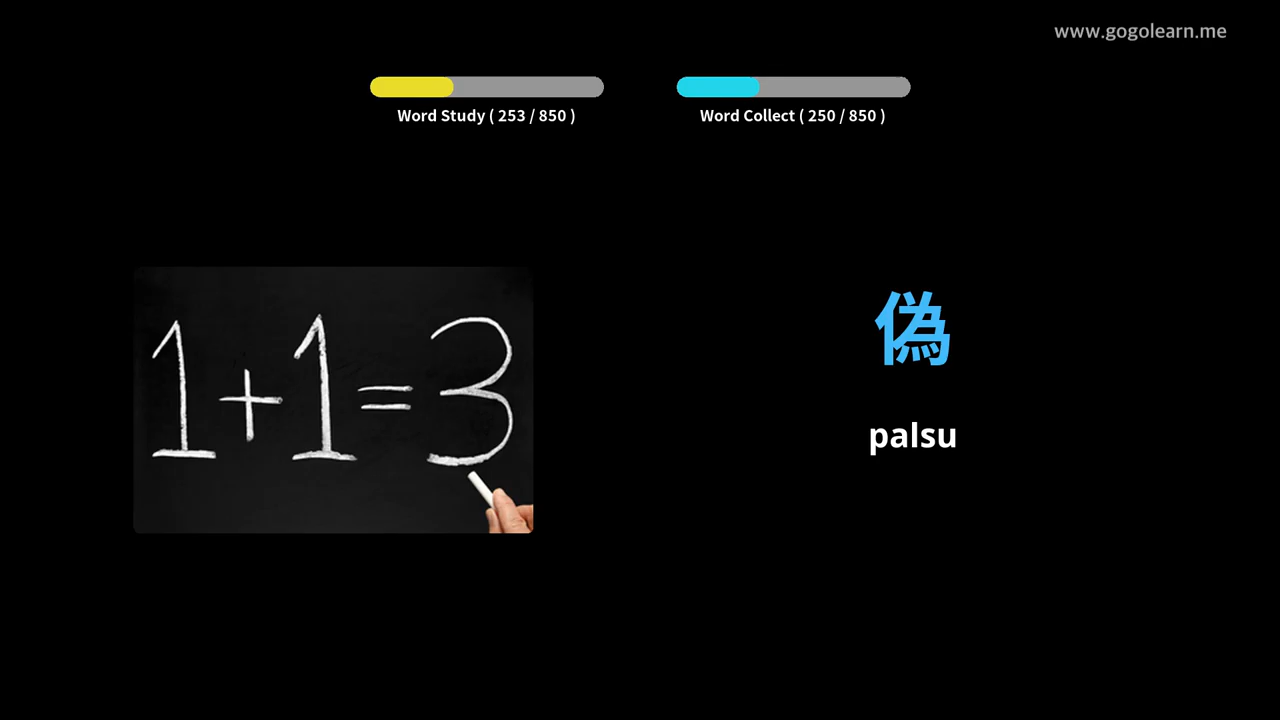 www.gogolearn.me
Word Study ( 253 / 850 )
Word Collect ( 250 / 850 )
1+1=3
偽
palsu